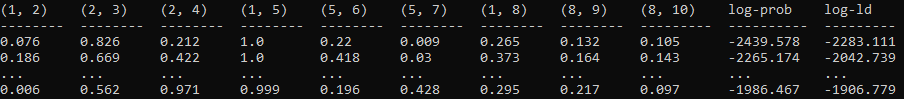 (1, 2) (2, 3) (2, 4) (1, 5) (5, 6) (5, 7) (1, 8) (8, 9) (8, 10) log-prob log-ld
-------- -------- -------- -------- -------- -------- -------- -------- --------- ---------- ---------
0.076 0.826 0.212 1.0 0.22 0.009 0.265 0.132 0.105 -2439.578 -2283.111
0.186 0.669 0.422 1.0 0.418 0.03 0.373 0.164 0.143 -2265.174 -2042.739
... ... ... ... ... ... ... ... ... ... ...
0.006 0.562 0.971 0.999 0.196 0.428 0.295 0.217 0.097 -1986.467 -1906.779